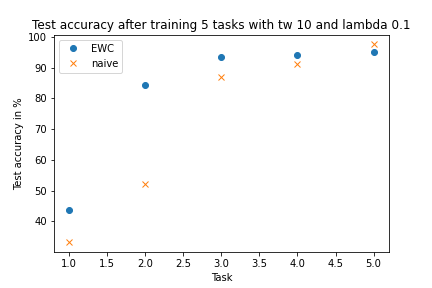 Test accuracy after training 5 tasks with tw 10 and lambda 0.1
EWC
naive
Test accuracy in %
100
90
80
70
60
50
40
1.0 1.5 2.0 2.5 3.0 3.5 4.0 4.5 5.0
Task